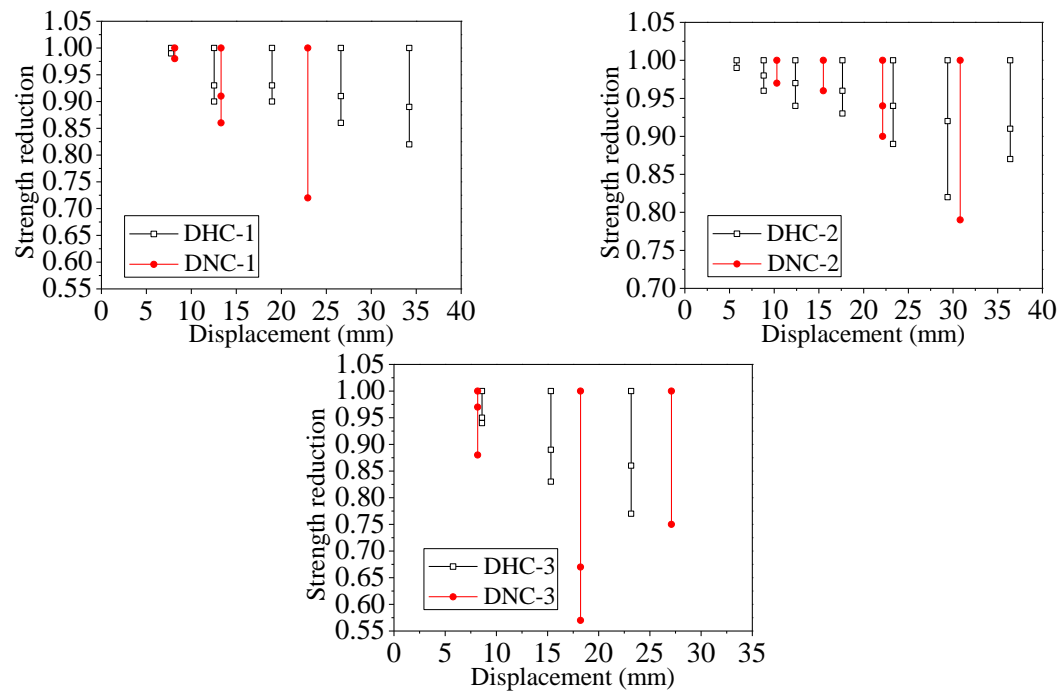 1.05
1.00
0.95
0.90
0.85
0.80
0.75
0.70
0.65
0.60
0.55
Strength reduction
DHC-1
DNC-1
0 5 10 15 20 25 30 35 40
Displacement (mm)
1.05
1.00
0.95
0.90
0.85
0.80
0.75
0.70
Strength reduction
DHC-2
DNC-2
0 5 10 15 20 25 30 35 40
Displacement (mm)
1.05
1.00
0.95
0.90
0.85
0.80
0.75
0.70
0.65
0.60
0.55
Strength reduction
DHC-3
DNC-3
0 5 10 15 20 25 30 35
Displacement (mm)